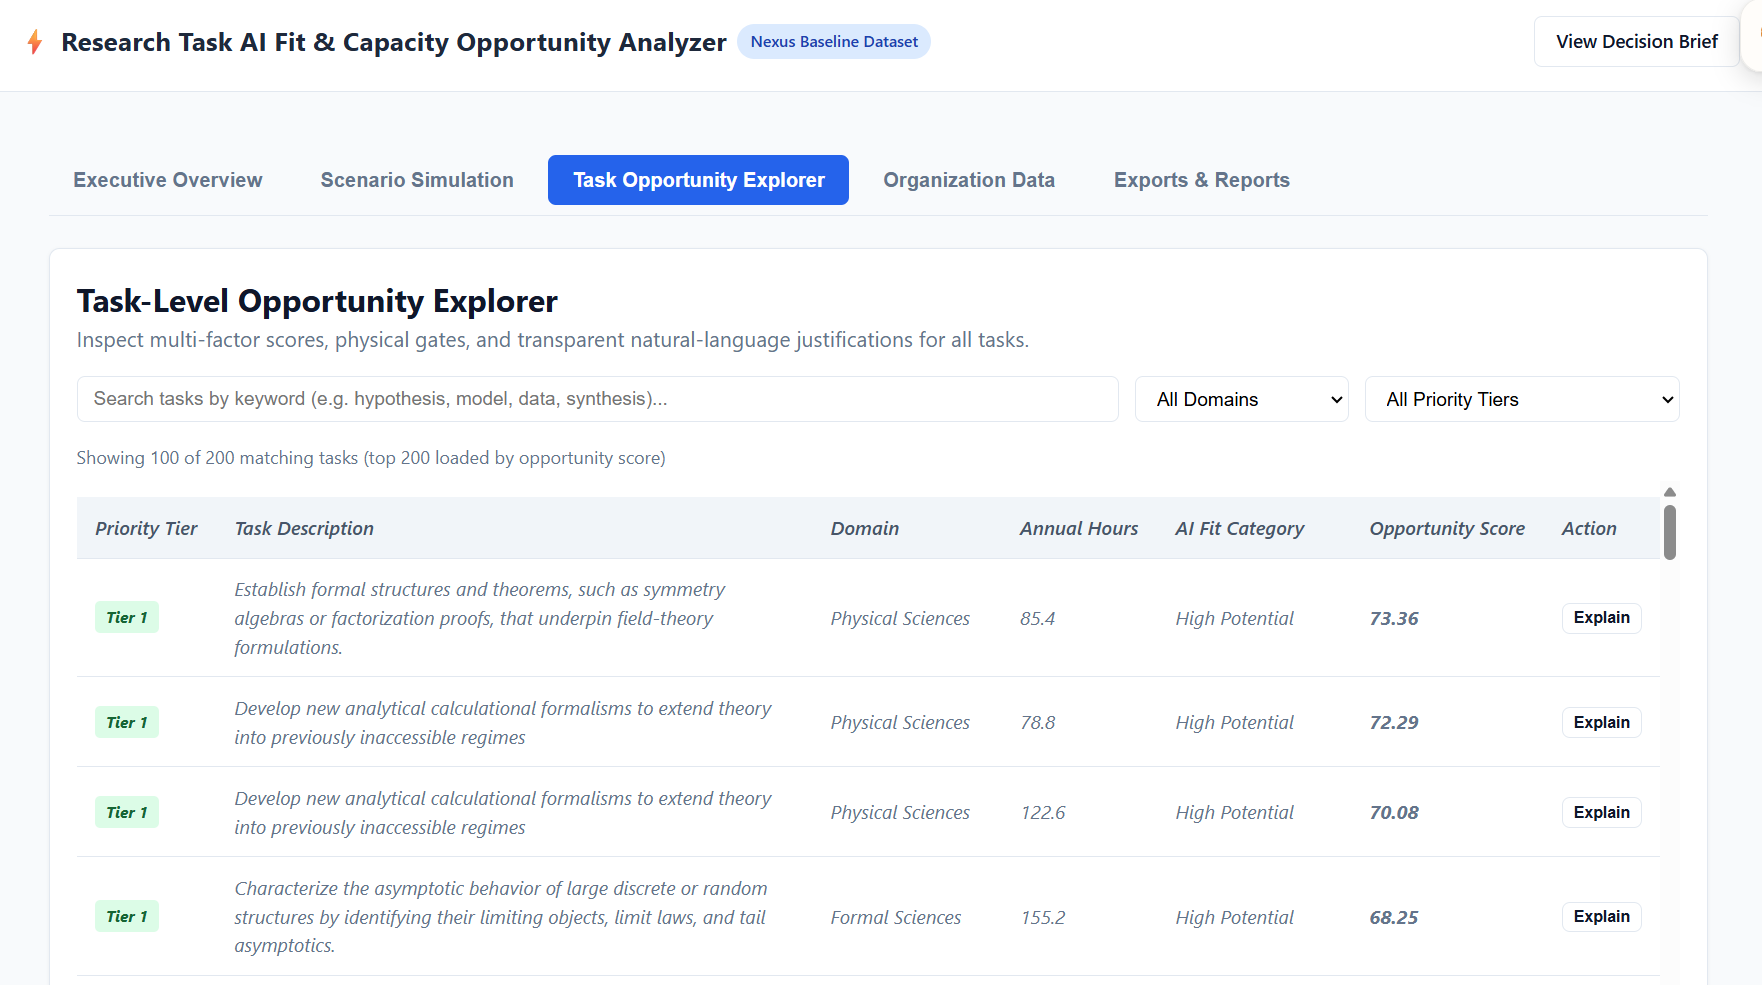 Research Task AI Fit & Capacity Opportunity Analyzer
Nexus Baseline Dataset
View Decision Brief
Executive Overview
Scenario Simulation
Task Opportunity Explorer
Organization Data
Exports & Reports
Task-Level Opportunity Explorer
Inspect multi-factor scores, physical gates, and transparent natural-language justifications for all tasks.
Search tasks by keyword (e.g. hypothesis, model, data, synthesis)...
All Domains
All Priority Tiers
Showing 100 of 200 matching tasks (top 200 loaded by opportunity score)
Priority Tier
Task Description
Domain
Annual Hours
AI Fit Category
Opportunity Score
Action
Tier 1
Establish formal structures and theorems, such as symmetry
algebras or factorization proofs, that underpin field-theory
formulations.
Physical Sciences
85.4
High Potential
73.36
Explain
Tier 1
Develop new analytical calculational formalisms to extend theory
into previously inaccessible regimes
Physical Sciences
78.8
High Potential
72.29
Explain
Tier 1
Develop new analytical calculational formalisms to extend theory
into previously inaccessible regimes
Physical Sciences
122.6
High Potential
70.08
Explain
Tier 1
Characterize the asymptotic behavior of large discrete or random
structures by identifying their limiting objects, limit laws, and tail
asymptotics.
Formal Sciences
155.2
High Potential
68.25
Explain